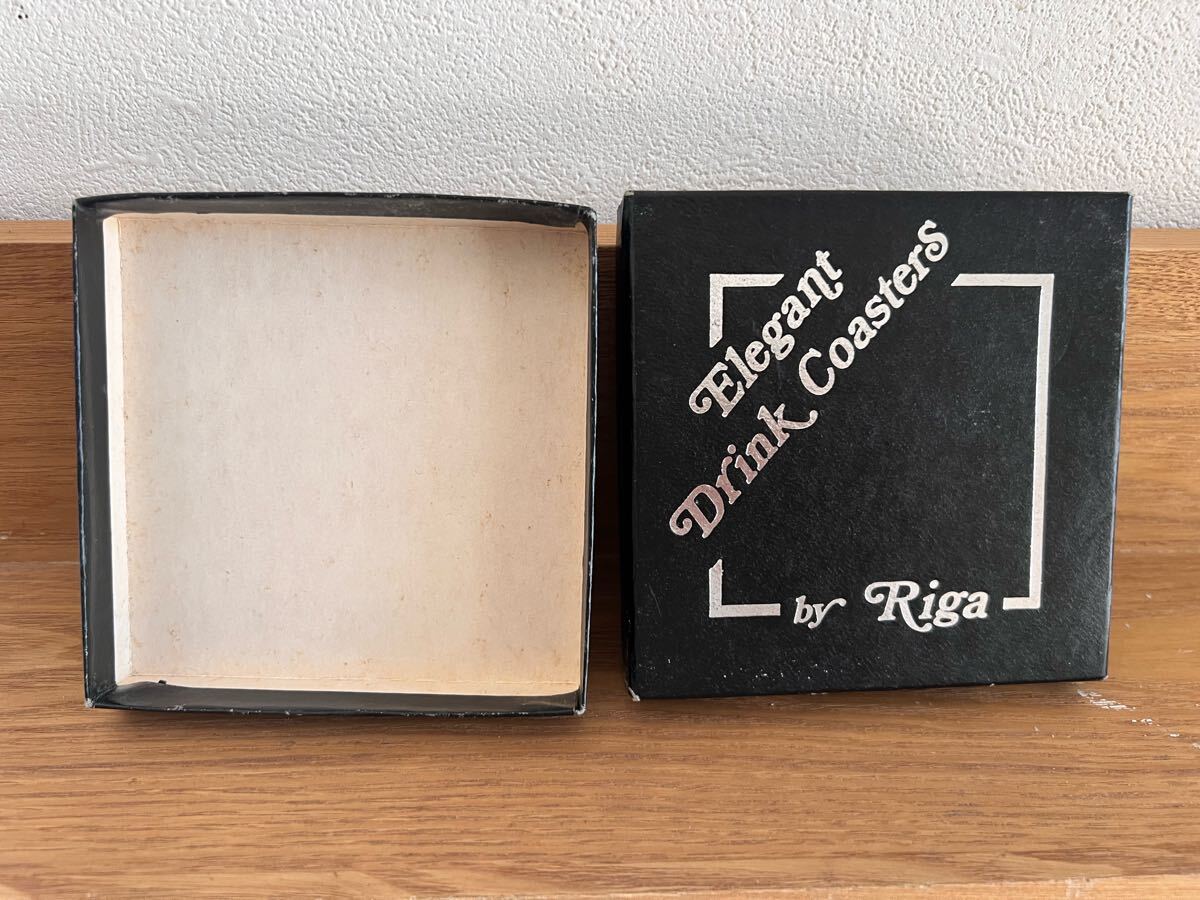 Elegant
Drink Coasters
by Riga